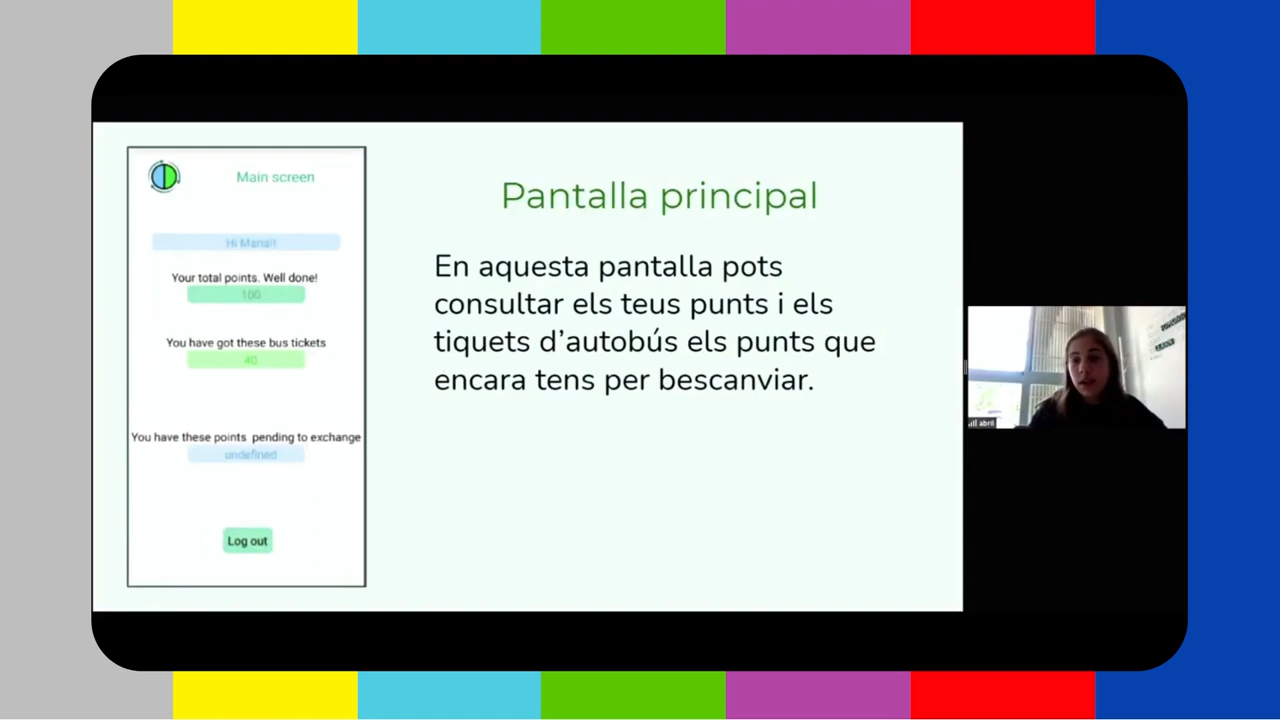 Main screen
Hi Maria!!
Your total points. Well done!
100
You have got these bus tickets
40
You have these points pending to exchange
undefined
Log out
Pantalla principal
En aquesta pantalla pots
consultar els teus punts i els
tiquets d’autobús els punts que
encara tens per bescanviar.
abril